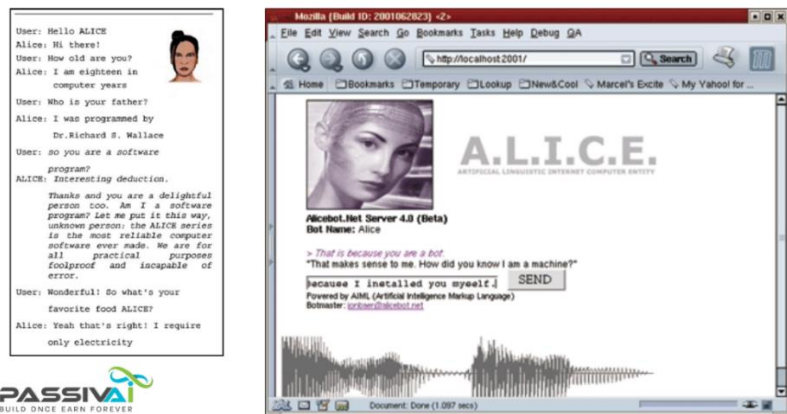 User: Hello ALICE
Alice: Hi there!
User: How old are you?
Alice: I am eighteen in
computer years
User: Who is your father?
Alice: I was programmed by
Dr.Richard S. Wallace
User: so you are a software
program?
ALICE: Interesting deduction.
Thanks and you are a delightful
person too. Am I a software
program? Let me put it this way,
unknown person: the ALICE series
is the most reliable computer
software ever made. We are for
all practical purposes
foolproof and incapable of
error.
User: Wonderful! So what's your
favorite food ALICE?
Alice: Yeah that's right! I require
only electricity
PASSIVAI
BUILD ONCE EARN FOREVER
Mozilla {Build ID: 2001062823} <2>
File Edit View Search Go Bookmarks Tasks Help Debug QA
http://localhost:2001/
Search
Home Bookmarks Temporary Lookup New&Cool Marcel's Excite My Yahoo! for ...
A.L.I.C.E.
ARTIFICIAL LINGUISTIC INTERNET COMPUTER ENTITY
Alicebot.Net Server 4.0 (Beta)
Bot Name: Alice
> That is because you are a bot.
"That makes sense to me. How did you know I am a machine?"
because I installed you myself.
SEND
Powered by AIML (Artificial Intelligence Markup Language)
Botmaster: jonbaer@alicebot.net
Document: Done (1.097 secs)